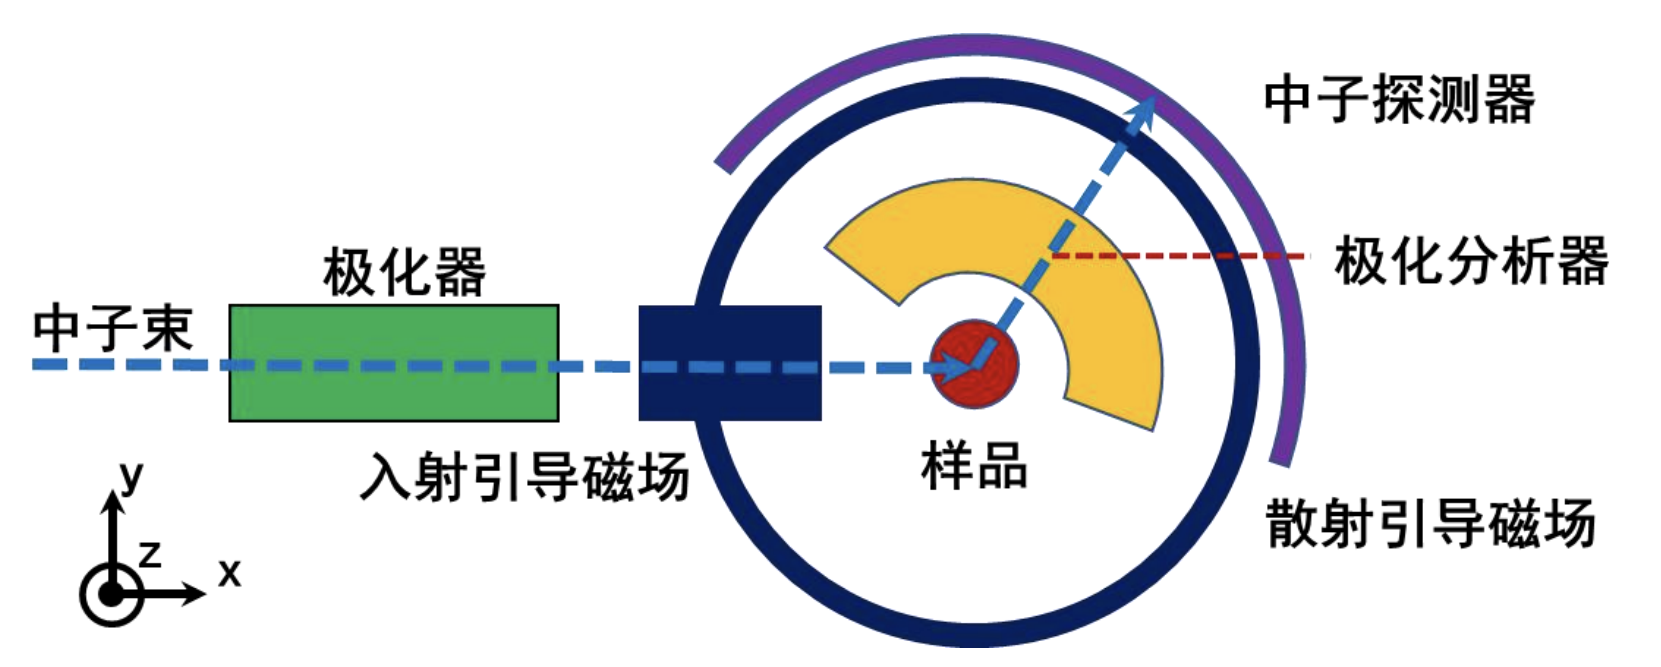 中子探测器
极化器
极化分析器
中子束
入射引导磁场
样品
散射引导磁场
y
z
x